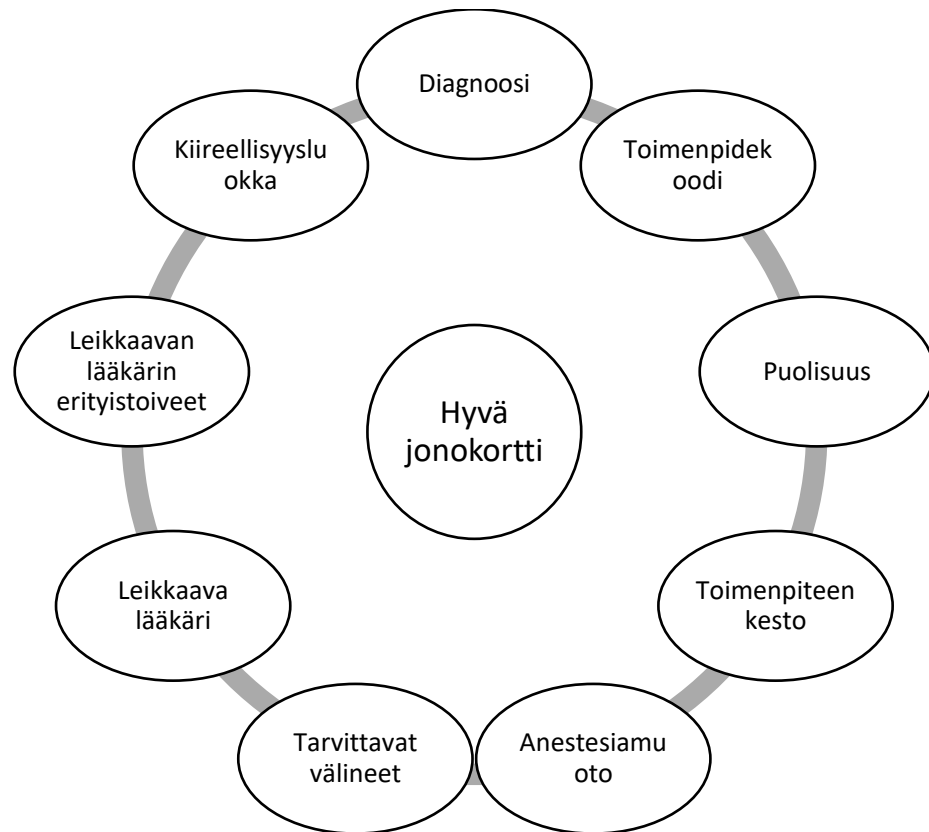 Diagnoosi
Toimenpidek
oodi
Puolisuus
Toimenpiteen
kesto
Anestesiamu
oto
Tarvittavat
välineet
Leikkaava
lääkäri
Leikkaavan
lääkärin
erityistoiveet
Kiireellisyyslu
okka
Hyvä
jonokortti